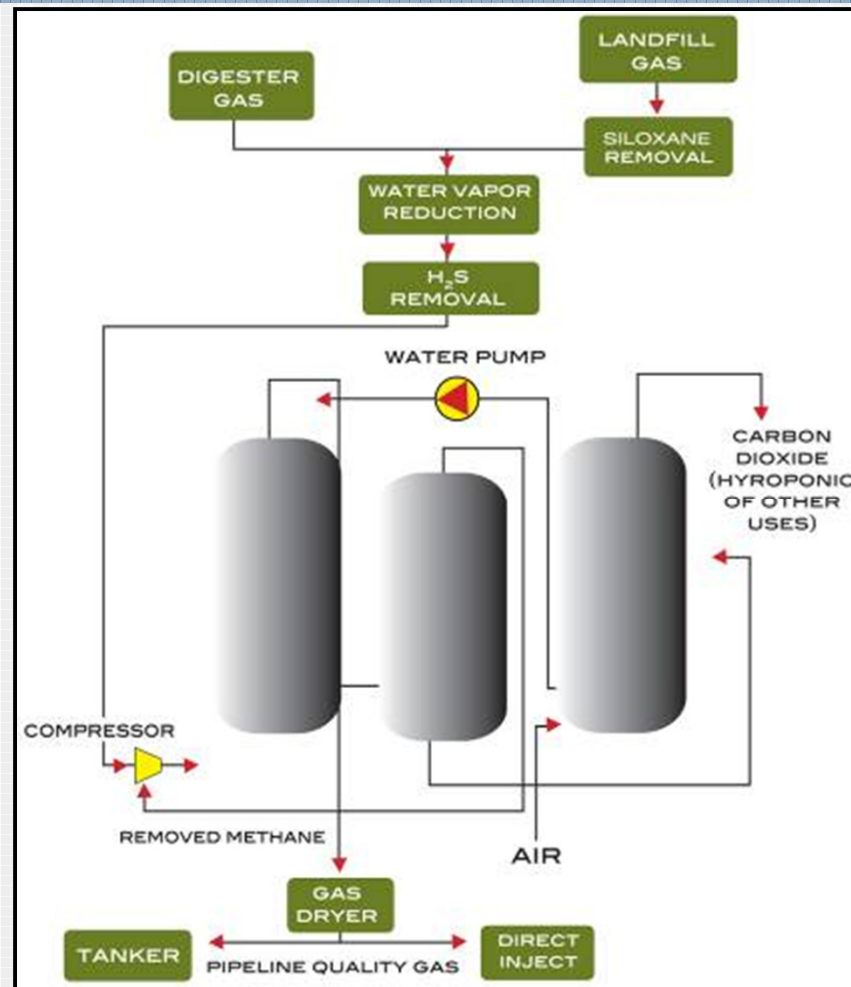 LANDFILL
GAS
DIGESTER
GAS
SILOXANE
REMOVAL
WATER VAPOR
REDUCTION
H₂S
REMOVAL
WATER PUMP
CARBON
DIOXIDE
(HYROPONIC
OF OTHER
USES)
COMPRESSOR
REMOVED METHANE
AIR
GAS
DRYER
TANKER
PIPELINE QUALITY GAS
DIRECT
INJECT